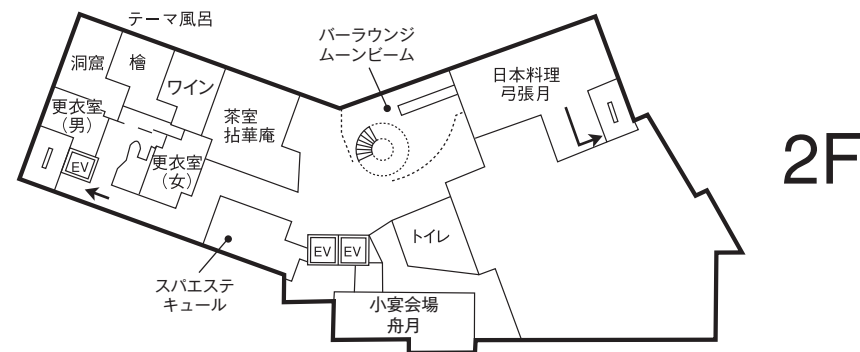 テーマ風呂
バーラウンジ
ムーンビーム
洞窟
檜
ワイン
日本料理
弓張月
更衣室
（男）
茶室
拈華庵
2F
EV
更衣室
（女）
トイレ
EV
EV
スパエステ
キュール
小宴会場
舟月